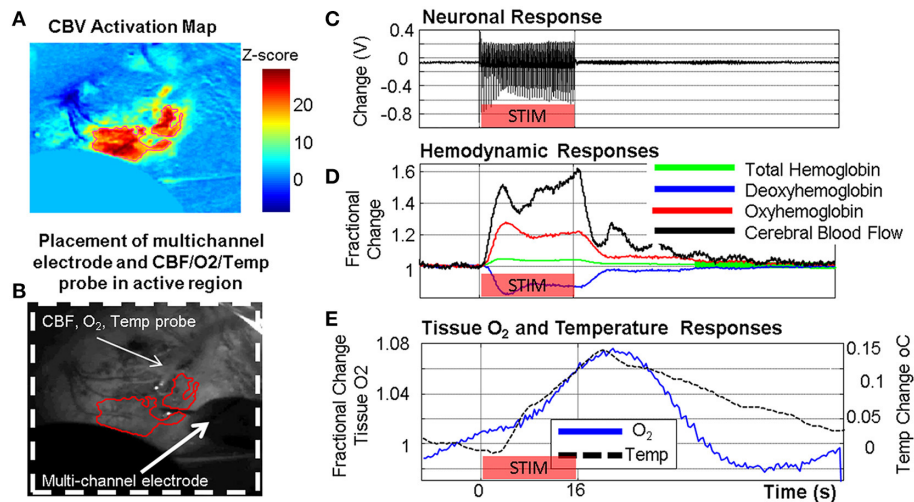 A
CBV Activation Map
Z-score
20
10
0
Placement of multichannel
electrode and CBF/O2/Temp
probe in active region
B
CBF, O₂, Temp probe
Multi-channel electrode
C
Neuronal Response
Change (V)
0.4
0
-0.4
-0.8
STIM
D
Hemodynamic Responses
Fractional
Change
1.6
1.4
1.2
1
STIM
Total Hemoglobin
Deoxyhemoglobin
Oxyhemoglobin
Cerebral Blood Flow
E
Tissue O₂ and Temperature Responses
Fractional Change
Tissue O2
1.08
1.04
1
0.15
0.1
0.05
0
Temp Change oC
O₂
Temp
STIM
0
16
Time (s)